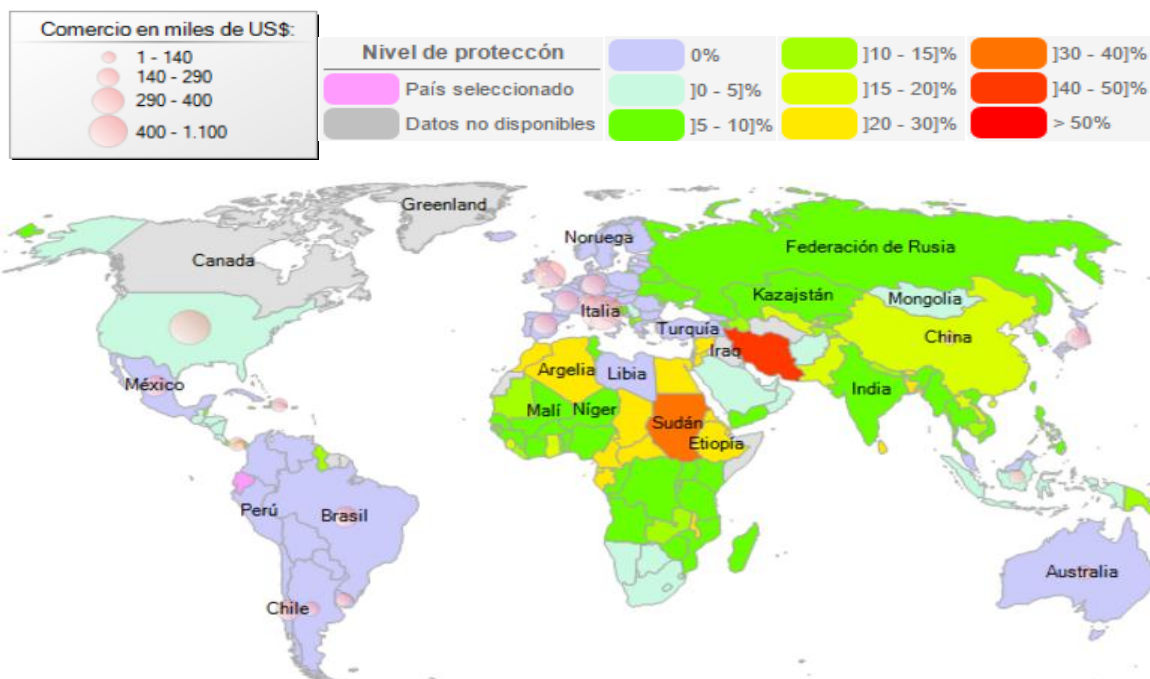 Comercio en miles de US$:
1 - 140
140 - 290
290 - 400
400 - 1.100
Nivel de proteccón
País seleccionado
Datos no disponibles
0%
]0 - 5]%
]5 - 10]%
]10 - 15]%
]15 - 20]%
]20 - 30]%
]30 - 40]%
]40 - 50]%
> 50%
Greenland
Canada
Noruega
Federación de Rusia
Kazajstán
Mongolia
Italia
Turquía
China
Iraq
México
Argelia
Libia
India
Malí
Níger
Sudán
Etiopía
Perú
Brasil
Australia
Chile